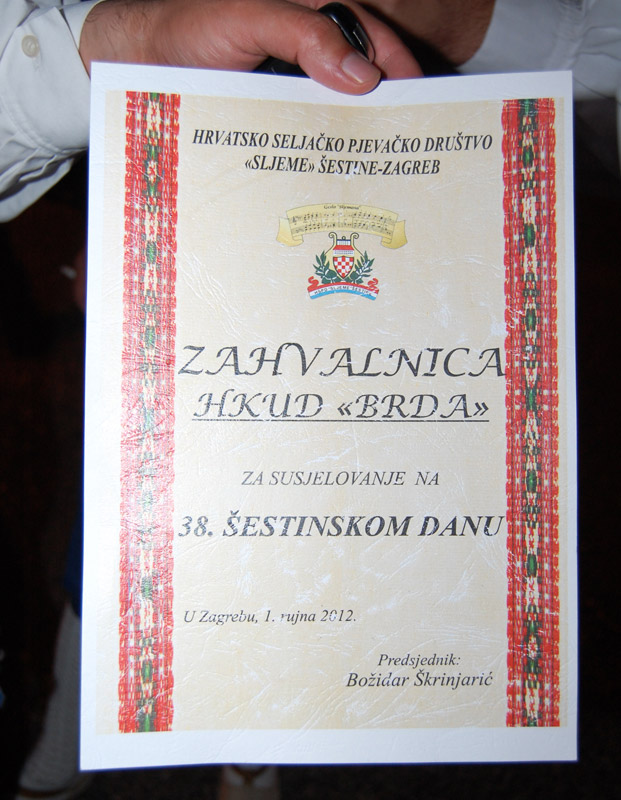 HRVATSKO SELJAČKO PJEVAČKO DRUŠTVO
«SLJEME» ŠESTINE-ZAGREB
ZAHVALNICA
HKUD «BRDA»
ZA SUSJELOVANJE NA
38. ŠESTINSKOM DANU
U Zagrebu, 1. rujna 2012.
Predsjednik:
Božidar Škrinjarić